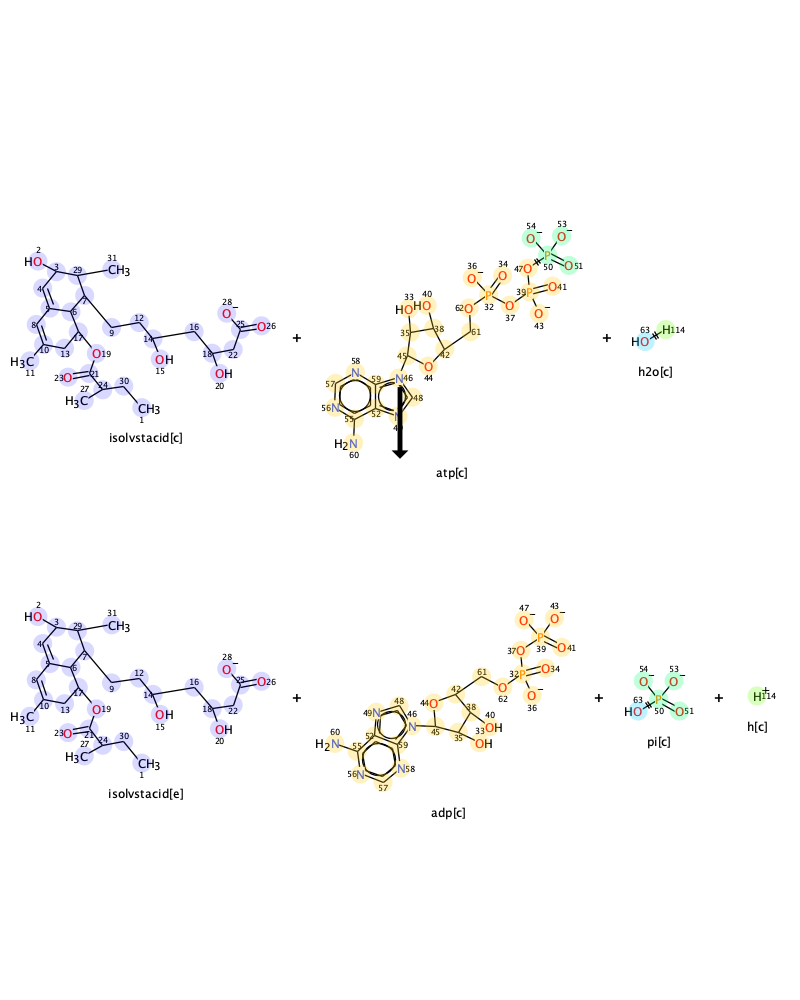 2
HO
3
29
31
CH3
4
7
5
6
8
9
12
14
15
OH
16
18
20
OH
22
25
28
O−
O26
10
H3C
11
13
17
O19
21
23O
24
27
H3C
30
CH3
1
isolvstacid[c]
+
58
N
57
59
56N
52
55
H2N
60
N46
48
N
49
45
35
33
HO
40
HO
38
O
44
42
61
62O
P
32
36
O−
34
O
O
37
39P
O41
O−
43
47O
P
50
54
O−
53
O−
O51
atp[c]
+
63
HO
H114
h2o[c]
2
HO
3
29
31
CH3
4
7
5
6
8
9
12
14
15
OH
16
18
20
OH
22
25
28
O−
O26
10
H3C
11
13
17
O19
21
23O
24
27
H3C
30
CH3
1
isolvstacid[e]
+
60
H2N
55
56N
57
N58
59
52
49N
48
46
N
45
44O
42
38
35
33
OH
40
OH
61
O
62
32P
O34
O−
36
37O
P
39
47
O−
43
O−
O41
adp[c]
+
63
HO
54
O−
53
O−
P
50
O51
pi[c]
+
H+
114
h[c]